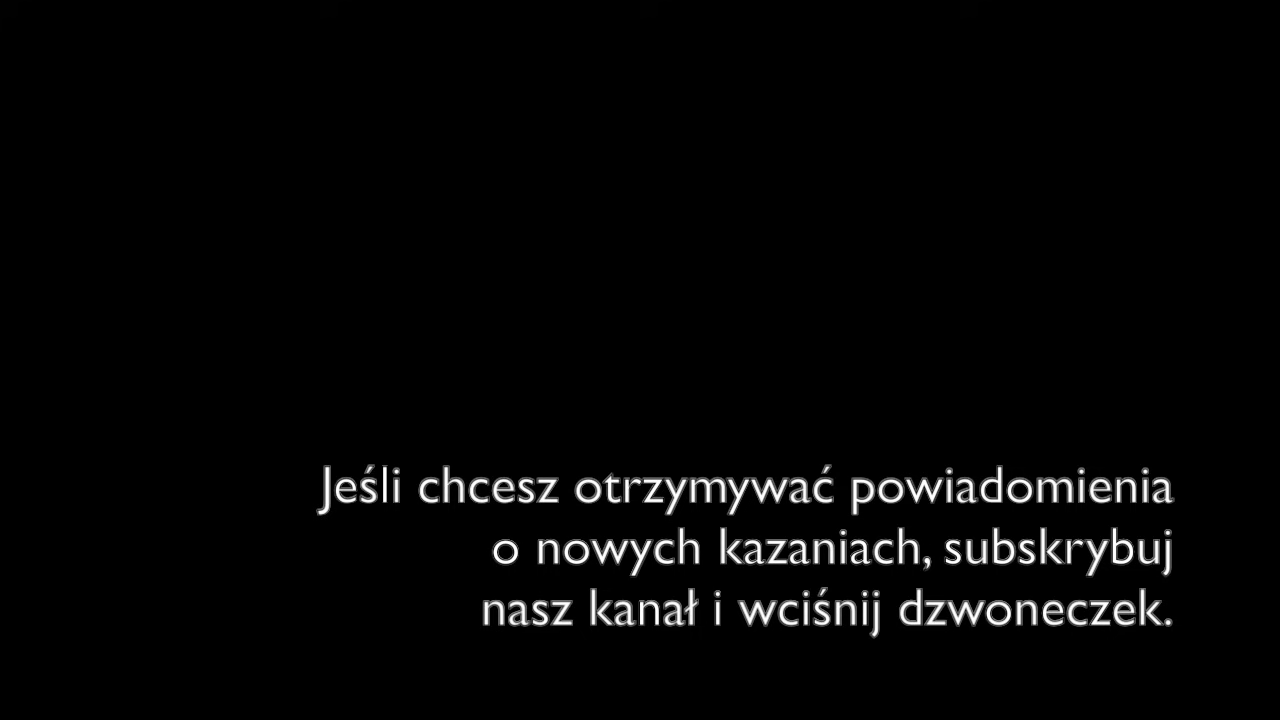 Jeśli chcesz otrzymywać powiadomienia
o nowych kazaniach, subskrybuj
nasz kanał i wciśnij dzwoneczek.